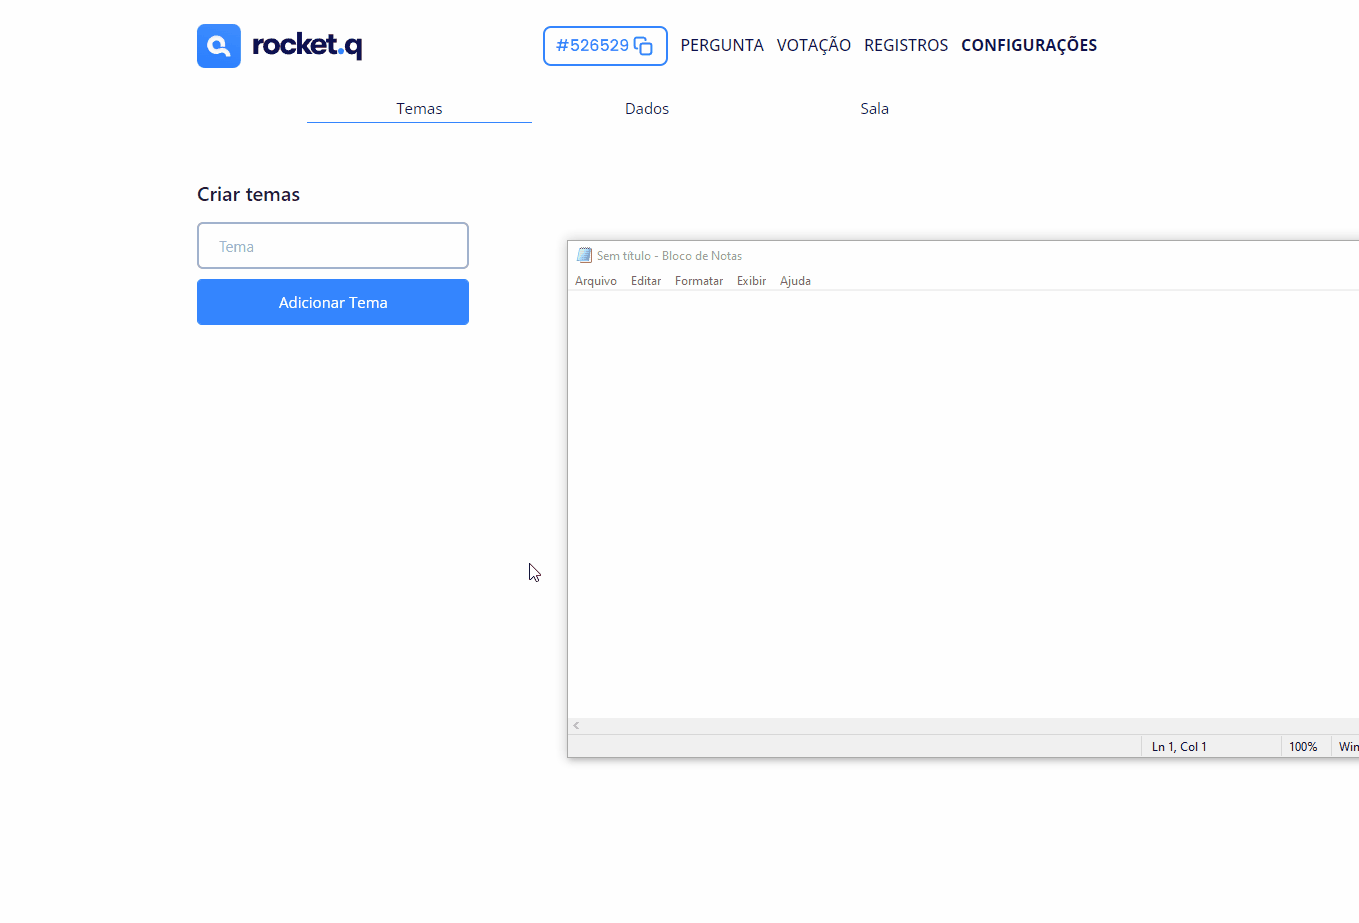 rocket.q
#526529 PERGUNTA VOTAÇÃO REGISTROS CONFIGURAÇÕES
Temas Dados Sala
Criar temas
Tema
Adicionar Tema
Sem título - Bloco de Notas
Arquivo Editar Formatar Exibir Ajuda
Ln 1, Col 1 100% Win